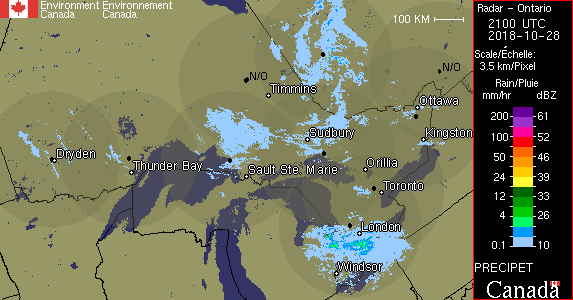 Environment Environnement
Canada Canada
100 KM
N/O
N/O
Timmins
Ottawa
Sudbury
Kingston
Dryden
Thunder Bay
Sault Ste. Marie
Orillia
Toronto
London
Windsor
Radar - Ontario
2100 UTC
2018-10-28
Scale/Échelle:
3.5 km/Pixel
Rain/Pluie
mm/hr dBZ
200 61
100 52
50 46
24 39
12 33
4 26
0.1 10
PRECIPET
Canada